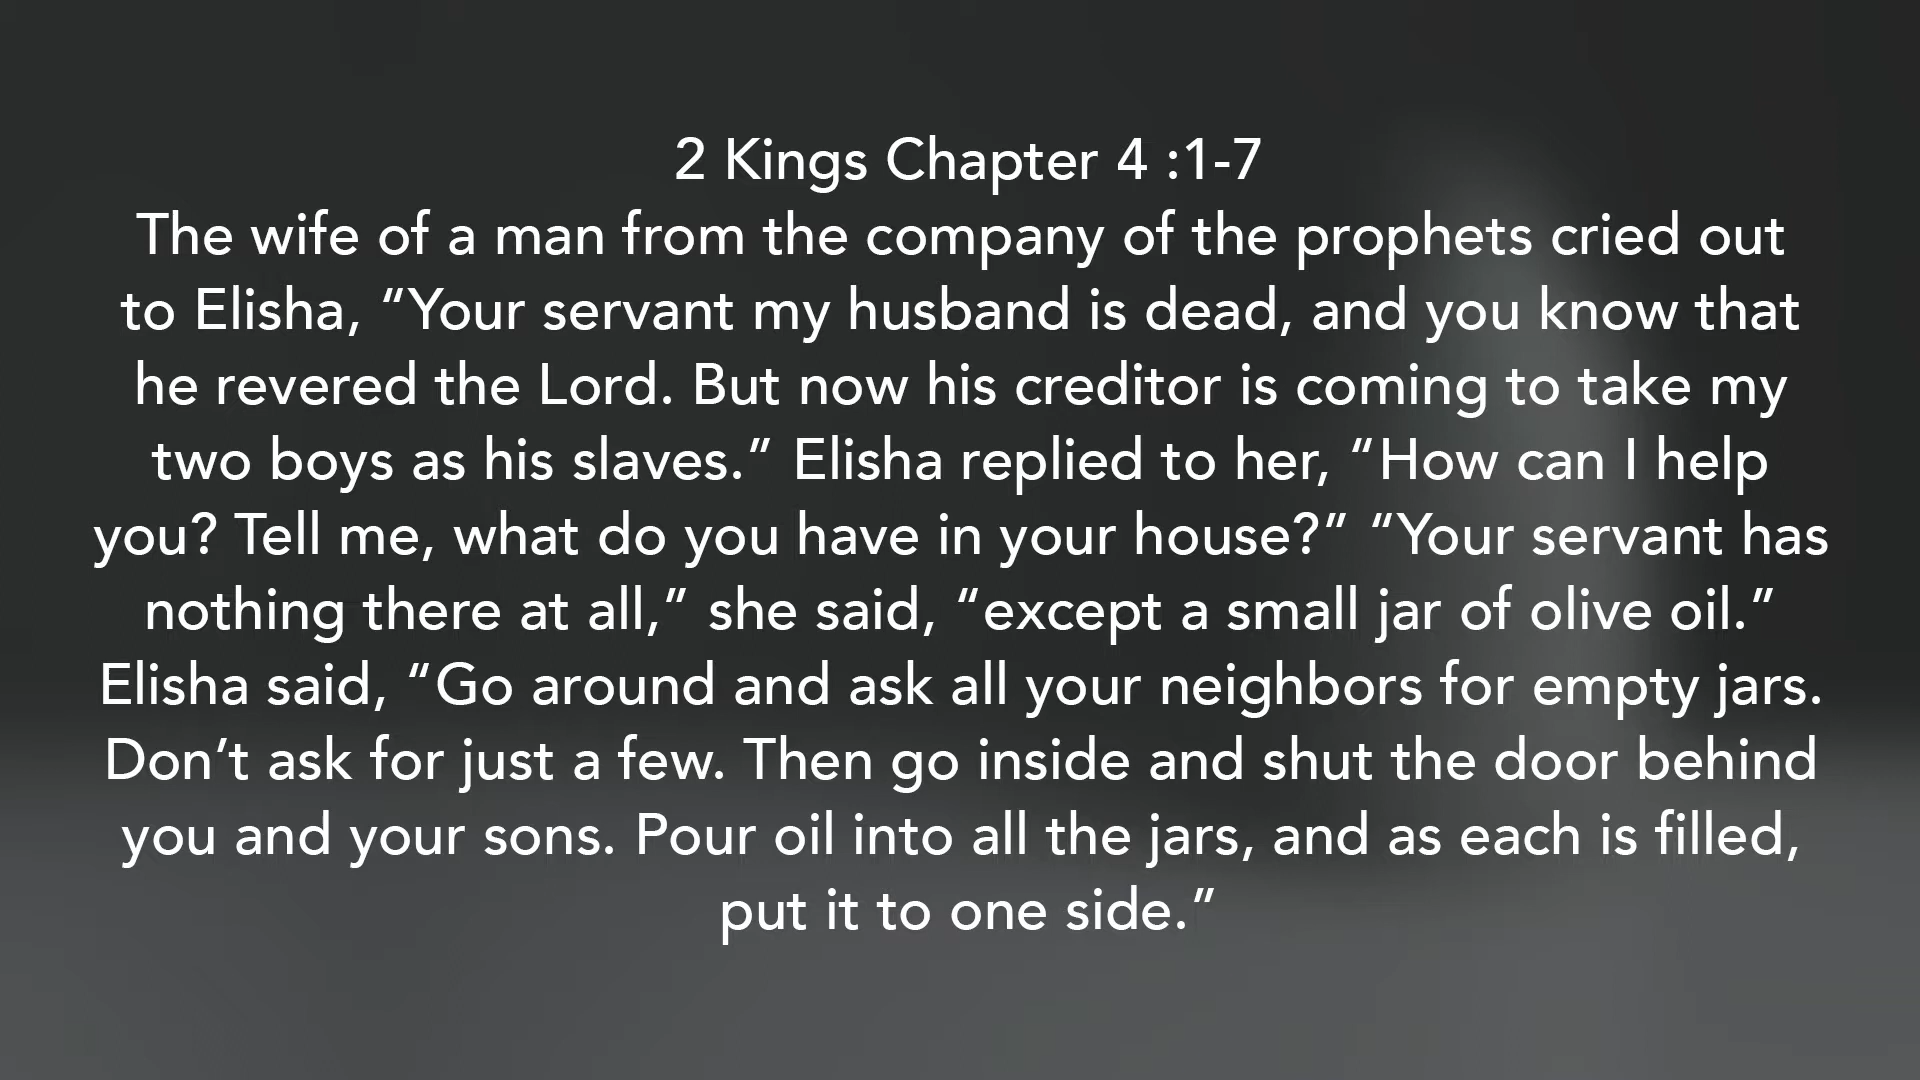 2 Kings Chapter 4 :1-7
The wife of a man from the company of the prophets cried out
to Elisha, “Your servant my husband is dead, and you know that
he revered the Lord. But now his creditor is coming to take my
two boys as his slaves.” Elisha replied to her, “How can I help
you? Tell me, what do you have in your house?” “Your servant has
nothing there at all,” she said, “except a small jar of olive oil.”
Elisha said, “Go around and ask all your neighbors for empty jars.
Don’t ask for just a few. Then go inside and shut the door behind
you and your sons. Pour oil into all the jars, and as each is filled,
put it to one side.”